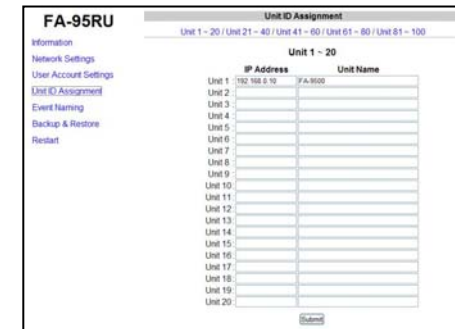 FA-95RU
Information
Network Settings
User Account Settings
Unit ID Assignment
Event Naming
Backup & Restore
Restart
Unit ID Assignment
Unit 1 ~ 20 / Unit 21 ~ 40 / Unit 41 ~ 60 / Unit 61 ~ 80 / Unit 81 ~ 100
Unit 1 ~ 20
IP Address Unit Name
Unit 1 : 192.168.0.10 FA-9500
Unit 2 :
Unit 3 :
Unit 4 :
Unit 5 :
Unit 6 :
Unit 7 :
Unit 8 :
Unit 9 :
Unit 10:
Unit 11:
Unit 12:
Unit 13:
Unit 14:
Unit 15:
Unit 16:
Unit 17:
Unit 18:
Unit 19:
Unit 20:
Submit